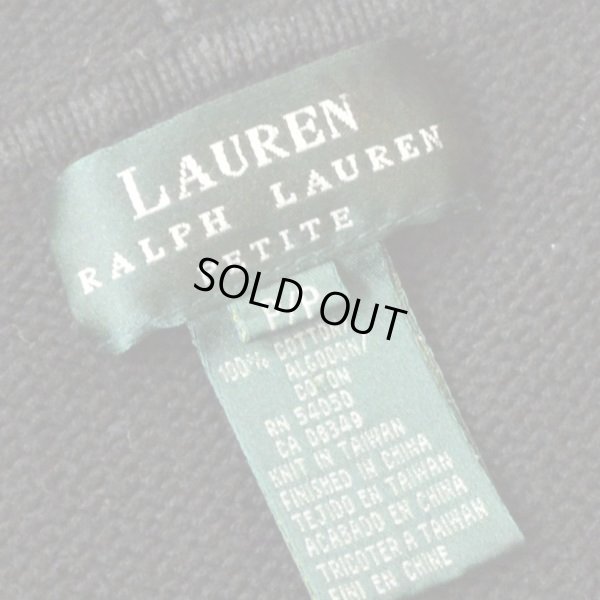 LAUREN
RALPH LAUREN
PETITE
SOLD OUT
P/P
100% COTTON/
ALGODON/
COTON
RN 54050
CA 08349
KNIT IN TAIWAN
FINISHED IN CHINA
TEJIDO EN TAIWAN
ACABADO EN CHINA
TRICOTER A TAIWAN
FINI EN CHINE